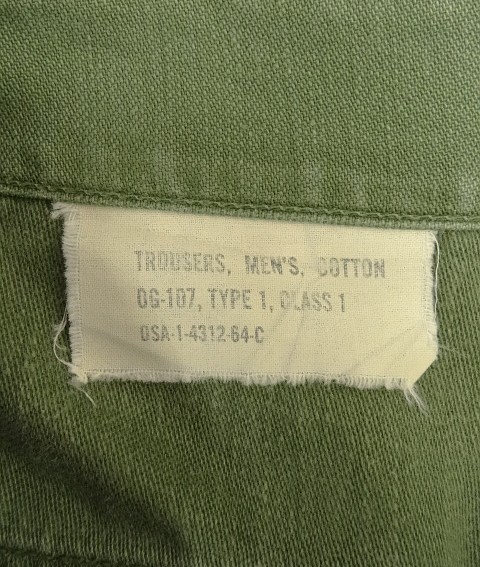 TROUSERS, MEN'S, COTTON
OG-107, TYPE 1, CLASS 1
DSA-1-4312-64-C